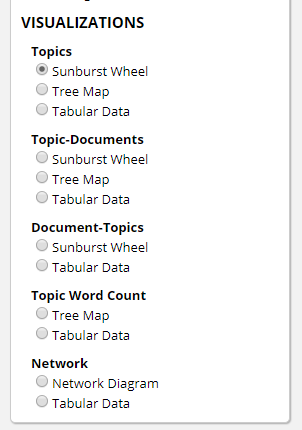 VISUALIZATIONS
Topics
Sunburst Wheel
Tree Map
Tabular Data
Topic-Documents
Sunburst Wheel
Tree Map
Tabular Data
Document-Topics
Sunburst Wheel
Tabular Data
Topic Word Count
Tree Map
Tabular Data
Network
Network Diagram
Tabular Data